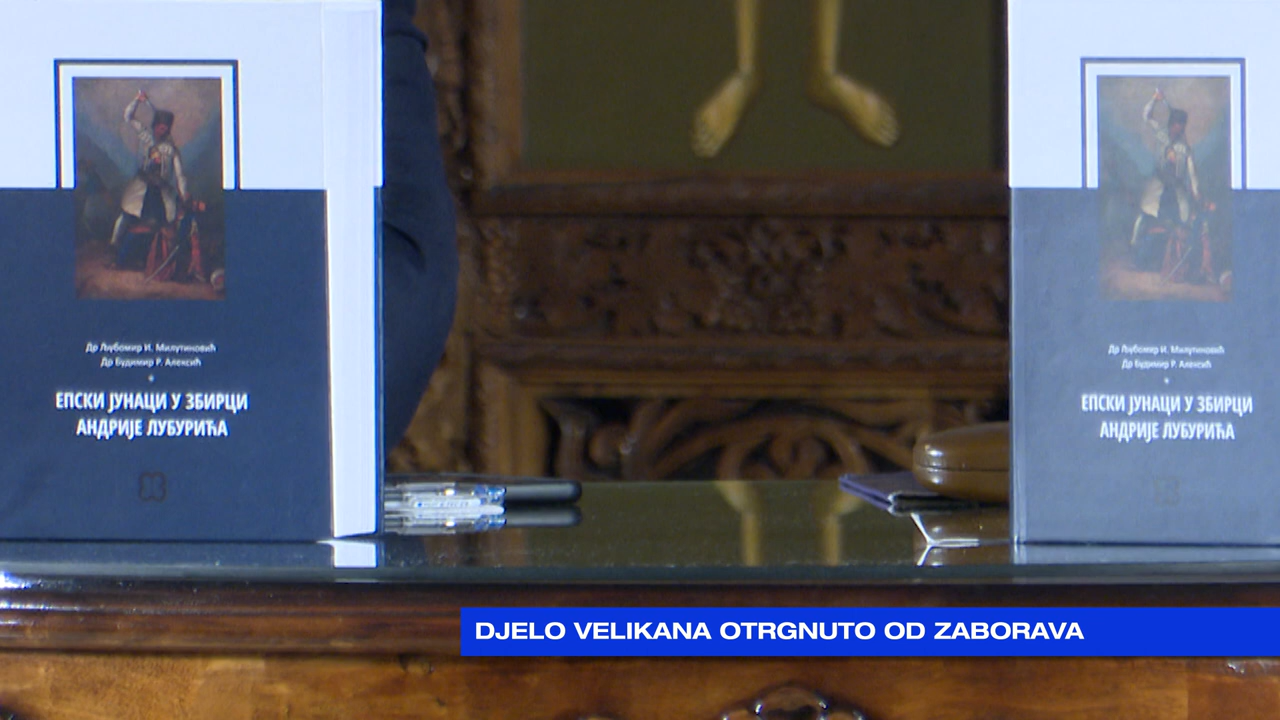 Др Љубомир И. Милутиновић
Др Будимир Р. Алексић
ЕПСКИ ЈУНАЦИ У ЗБИРЦИ
АНДРИЈЕ ЛУБУРИЋА
Др Љубомир И. Милутиновић
Др Будимир Р. Алексић
ЕПСКИ ЈУНАЦИ У ЗБИРЦИ
АНДРИЈЕ ЛУБУРИЋА
DJELO VELIKANA OTRGNUTO OD ZABORAVA